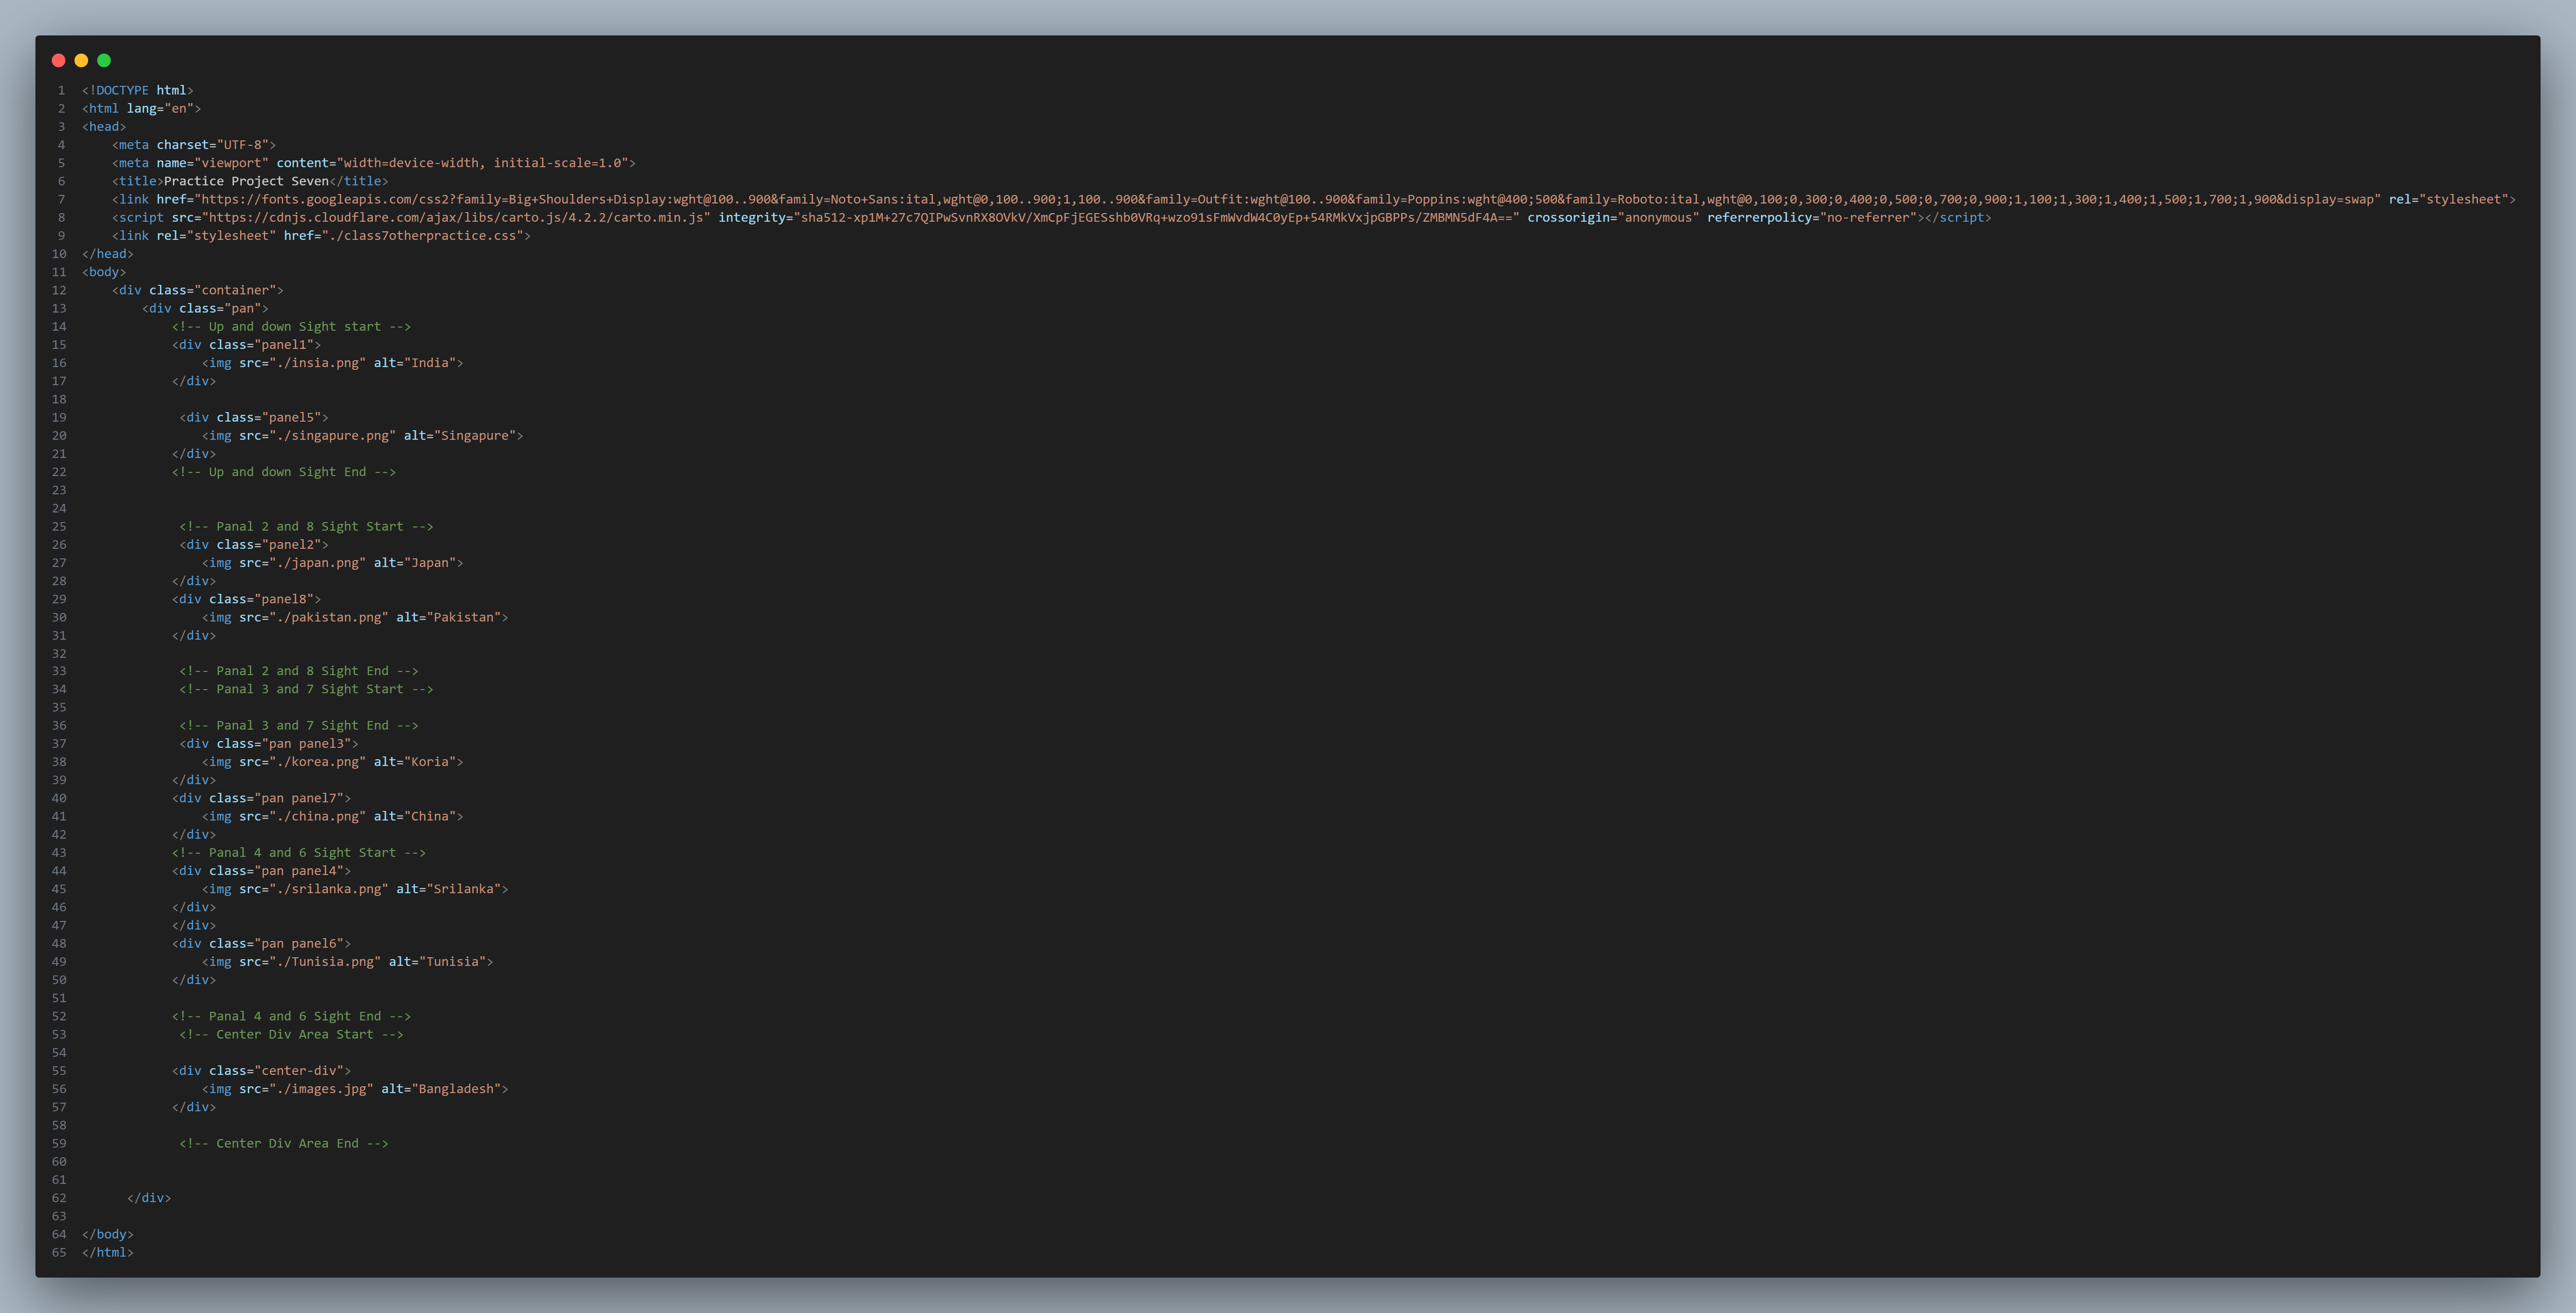 1 <!DOCTYPE html>
2 <html lang="en">
3 <head>
4 <meta charset="UTF-8">
5 <meta name="viewport" content="width=device-width, initial-scale=1.0">
6 <title>Practice Project Seven</title>
7 <link href="https://fonts.googleapis.com/css2?family=Big+Shoulders+Display:wght@100..900&family=Noto+Sans:ital,wght@0,100..900;1,100..900&family=Outfit:wght@100..900&family=Poppins:wght@400;500&family=Roboto:ital,wght@0,100;0,300;0,400;0,500;0,700;0,900;1,100;1,300;1,400;1,500;1,700;1,900&display=swap" rel="stylesheet">
8 <script src="https://cdnjs.cloudflare.com/ajax/libs/carto.js/4.2.2/carto.min.js" integrity="sha512-xp1M+27c7QIPwSvnRX8OVkV/XmCpFjEGESshb0VRq+wzo91sFmWvdW4C0yEp+54RMkVxjpGBPPs/ZMBMN5dF4A==" crossorigin="anonymous" referrerpolicy="no-referrer"></script>
9 <link rel="stylesheet" href="./class7otherpractice.css">
10 </head>
11 <body>
12 <div class="container">
13 <div class="pan">
14 <!-- Up and down Sight start -->
15 <div class="panel1">
16 <img src="./insia.png" alt="India">
17 </div>
18
19 <div class="panel5">
20 <img src="./singapure.png" alt="Singapure">
21 </div>
22 <!-- Up and down Sight End -->
23
24
25 <!-- Panal 2 and 8 Sight Start -->
26 <div class="panel2">
27 <img src="./japan.png" alt="Japan">
28 </div>
29 <div class="panel8">
30 <img src="./pakistan.png" alt="Pakistan">
31 </div>
32
33 <!-- Panal 2 and 8 Sight End -->
34 <!-- Panal 3 and 7 Sight Start -->
35
36 <!-- Panal 3 and 7 Sight End -->
37 <div class="pan panel3">
38 <img src="./korea.png" alt="Koria">
39 </div>
40 <div class="pan panel7">
41 <img src="./china.png" alt="China">
42 </div>
43 <!-- Panal 4 and 6 Sight Start -->
44 <div class="pan panel4">
45 <img src="./srilanka.png" alt="Srilanka">
46 </div>
47 </div>
48 <div class="pan panel6">
49 <img src="./Tunisia.png" alt="Tunisia">
50 </div>
51
52 <!-- Panal 4 and 6 Sight End -->
53 <!-- Center Div Area Start -->
54
55 <div class="center-div">
56 <img src="./images.jpg" alt="Bangladesh">
57 </div>
58
59 <!-- Center Div Area End -->
60
61
62 </div>
63
64 </body>
65 </html>